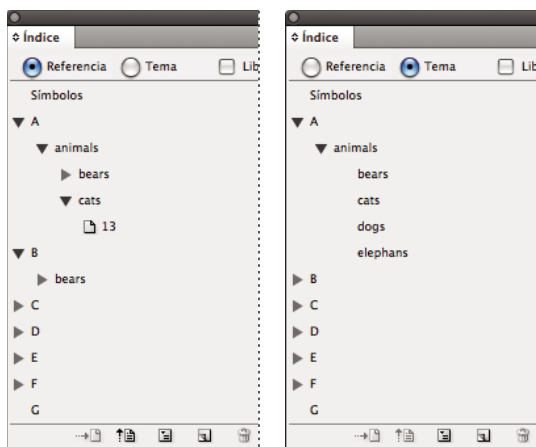 Índice
Referencia Tema Lib
Símbolos
A
animals
bears
cats
13
B
bears
C
D
E
F
G
Índice
Referencia Tema Lib
Símbolos
A
animals
bears
cats
dogs
elephans
B
C
D
E
F
G